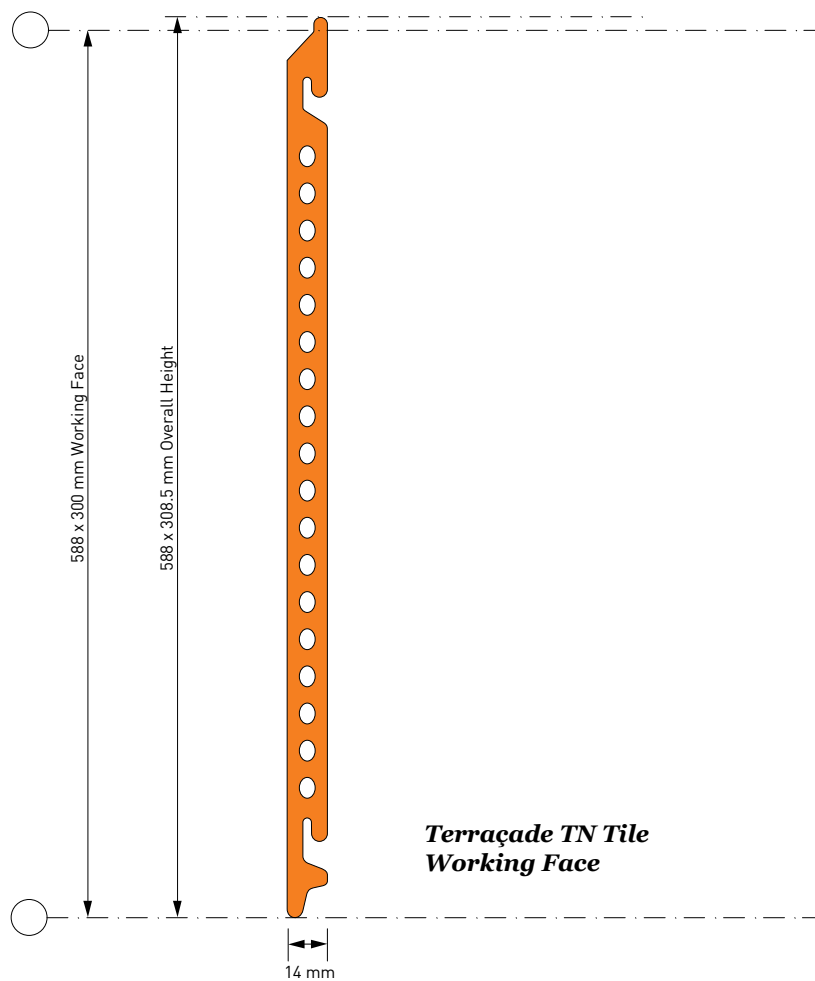 588 x 300 mm Working Face
588 x 308.5 mm Overall Height
Terraçade TN Tile
Working Face
14 mm